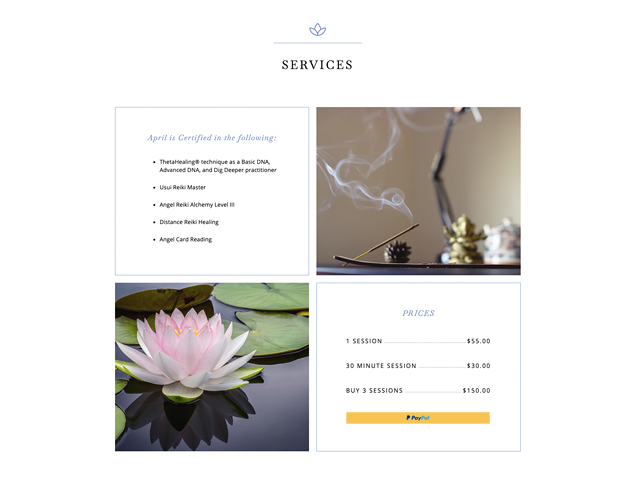 SERVICES
April is Certified in the following:
ThetaHealing® technique as a Basic DNA,
Advanced DNA, and Dig Deeper practitioner
Usui Reiki Master
Angel Reiki Alchemy Level III
Distance Reiki Healing
Angel Card Reading
PRICES
1 SESSION $55.00
30 MINUTE SESSION $30.00
BUY 3 SESSIONS $150.00
PayPal